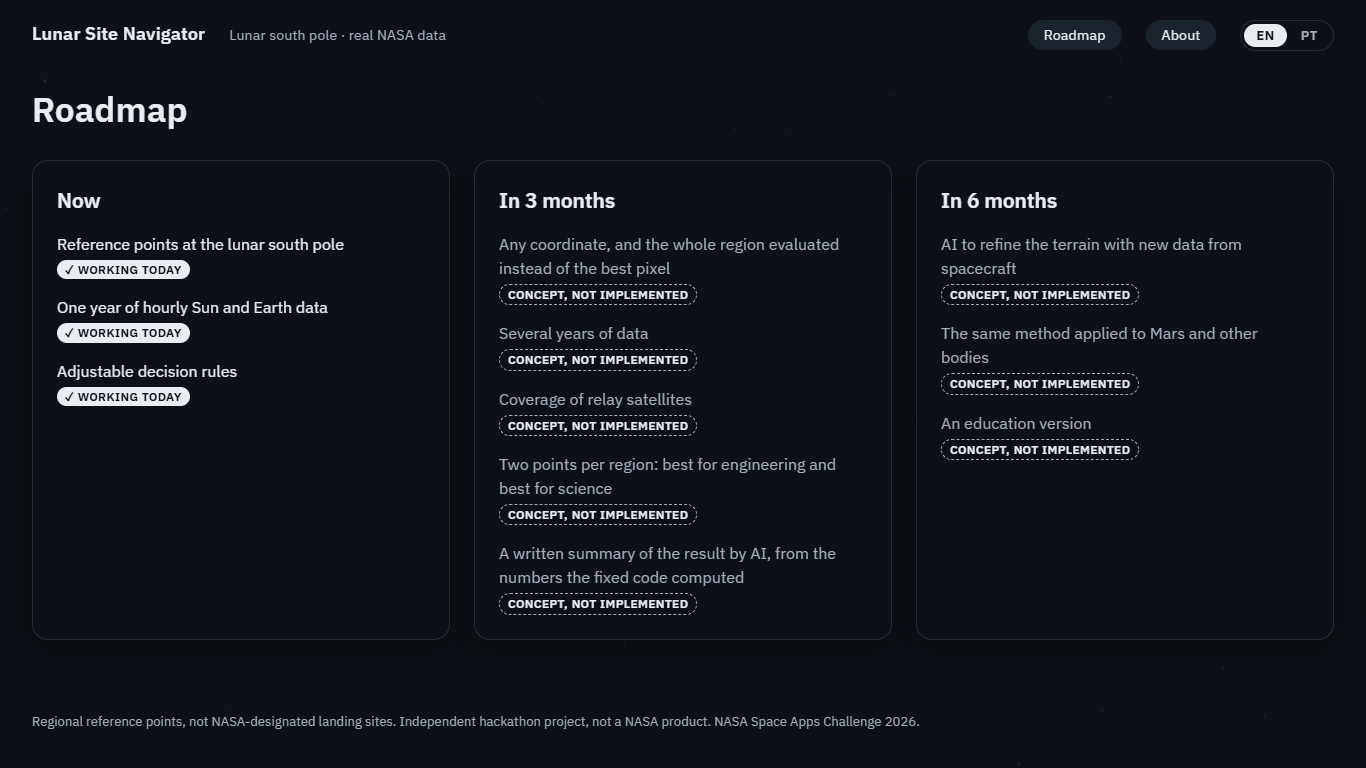 Lunar Site Navigator
Lunar south pole · real NASA data
Roadmap
About
EN
PT
Roadmap
Now
Reference points at the lunar south pole
✓ WORKING TODAY
One year of hourly Sun and Earth data
✓ WORKING TODAY
Adjustable decision rules
✓ WORKING TODAY
In 3 months
Any coordinate, and the whole region evaluated
instead of the best pixel
CONCEPT, NOT IMPLEMENTED
Several years of data
CONCEPT, NOT IMPLEMENTED
Coverage of relay satellites
CONCEPT, NOT IMPLEMENTED
Two points per region: best for engineering and
best for science
CONCEPT, NOT IMPLEMENTED
A written summary of the result by AI, from the
numbers the fixed code computed
CONCEPT, NOT IMPLEMENTED
In 6 months
AI to refine the terrain with new data from
spacecraft
CONCEPT, NOT IMPLEMENTED
The same method applied to Mars and other
bodies
CONCEPT, NOT IMPLEMENTED
An education version
CONCEPT, NOT IMPLEMENTED
Regional reference points, not NASA-designated landing sites. Independent hackathon project, not a NASA product. NASA Space Apps Challenge 2026.